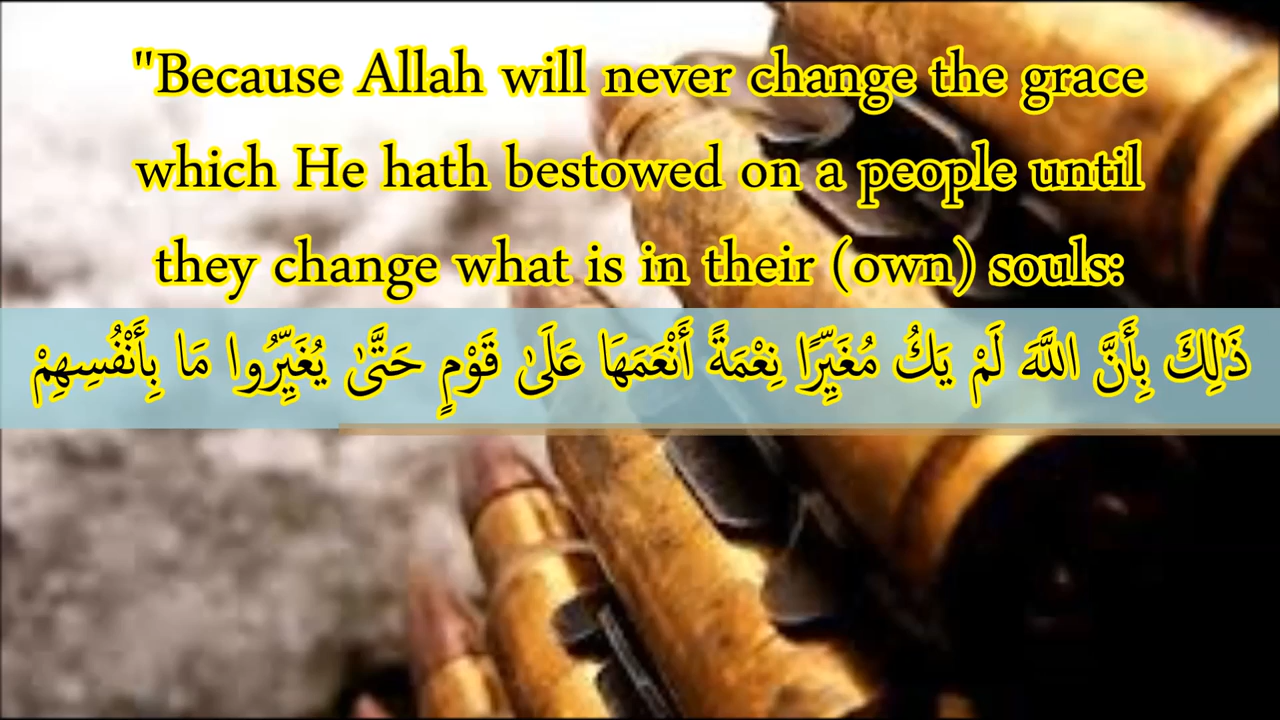 "Because Allah will never change the grace
which He hath bestowed on a people until
they change what is in their (own) souls:
ذَٰلِكَ بِأَنَّ اللَّهَ لَمْ يَكُ مُغَيِّرًا نِعْمَةً أَنْعَمَهَا عَلَىٰ قَوْمٍ حَتَّىٰ يُغَيِّرُوا مَا بِأَنْفُسِهِمْ